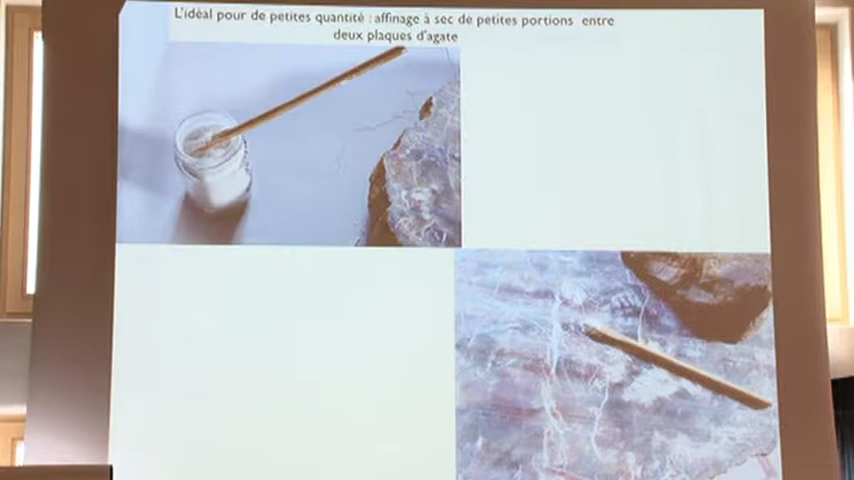 L'idéal pour de petites quantité : affinage à sec de petites portions entre
deux plaques d'agate